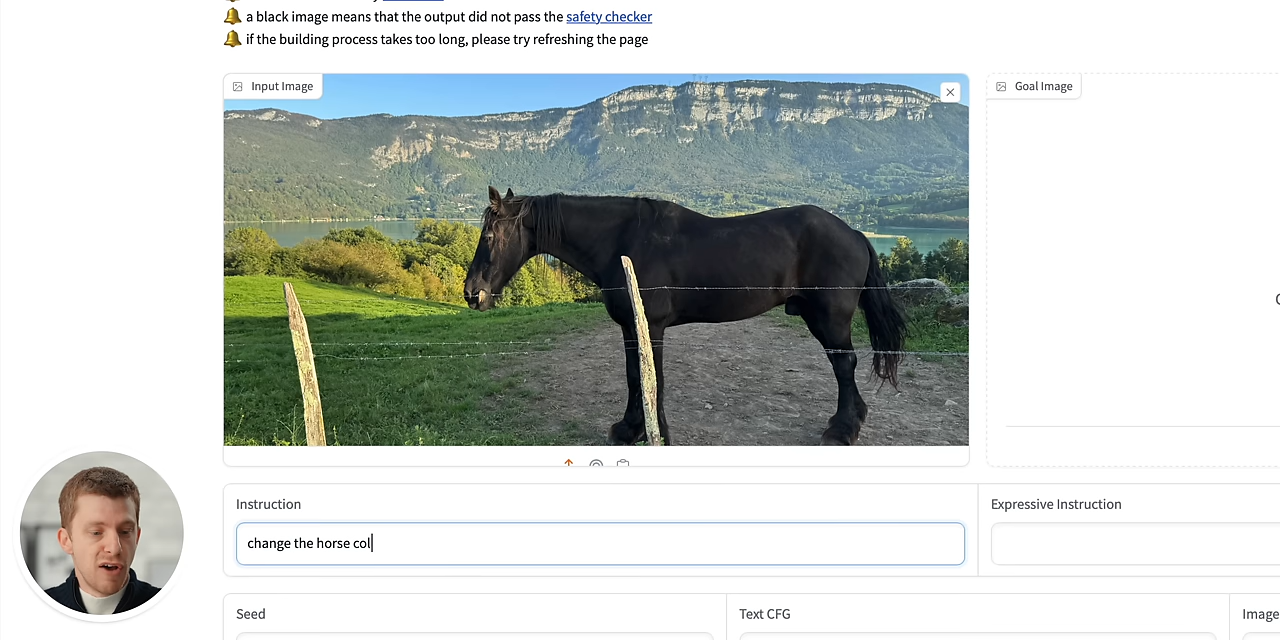 a black image means that the output did not pass the safety checker
if the building process takes too long, please try refreshing the page
Input Image
Goal Image
Instruction
Expressive Instruction
change the horse col
Seed
Text CFG
Image